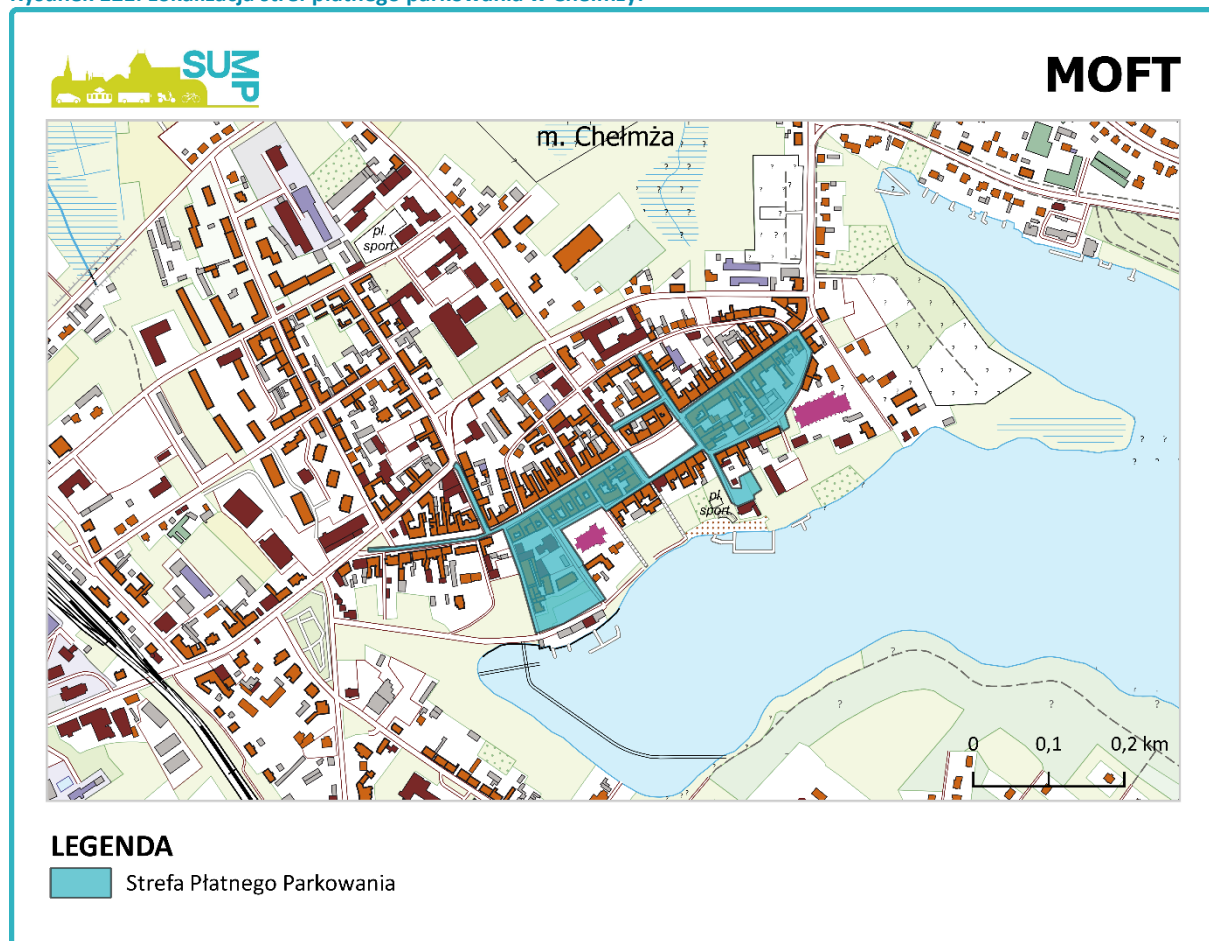 SUMP
MOFT
m. Chełmża
pl.
sport.
pl.
sport.
0 0,1 0,2 km
LEGENDA
Strefa Płatnego Parkowania